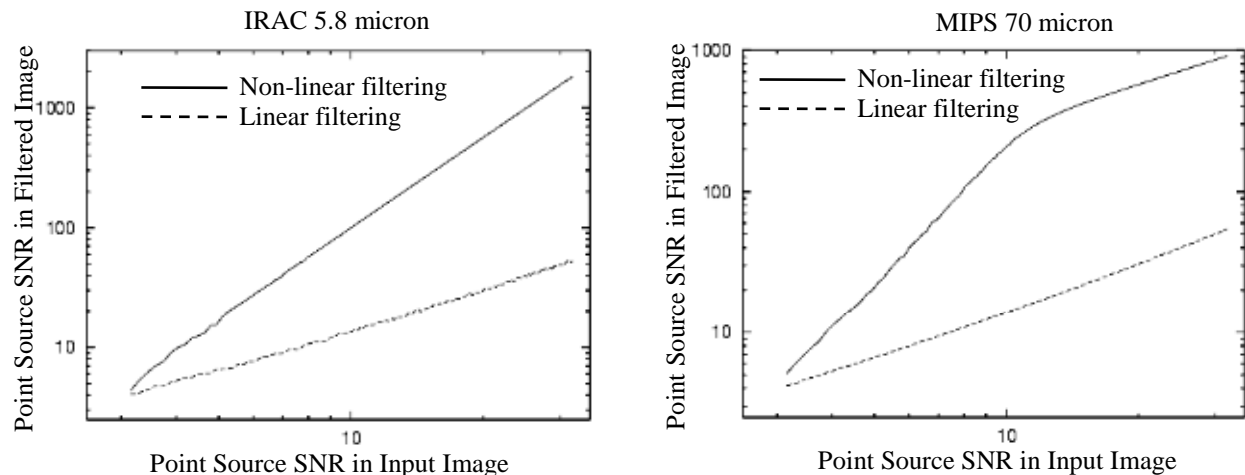 IRAC 5.8 micron
Point Source SNR in Filtered Image
1000
100
10
Non-linear filtering
Linear filtering
10
Point Source SNR in Input Image
MIPS 70 micron
Point Source SNR in Filtered Image
1000
100
10
Non-linear filtering
Linear filtering
10
Point Source SNR in Input Image